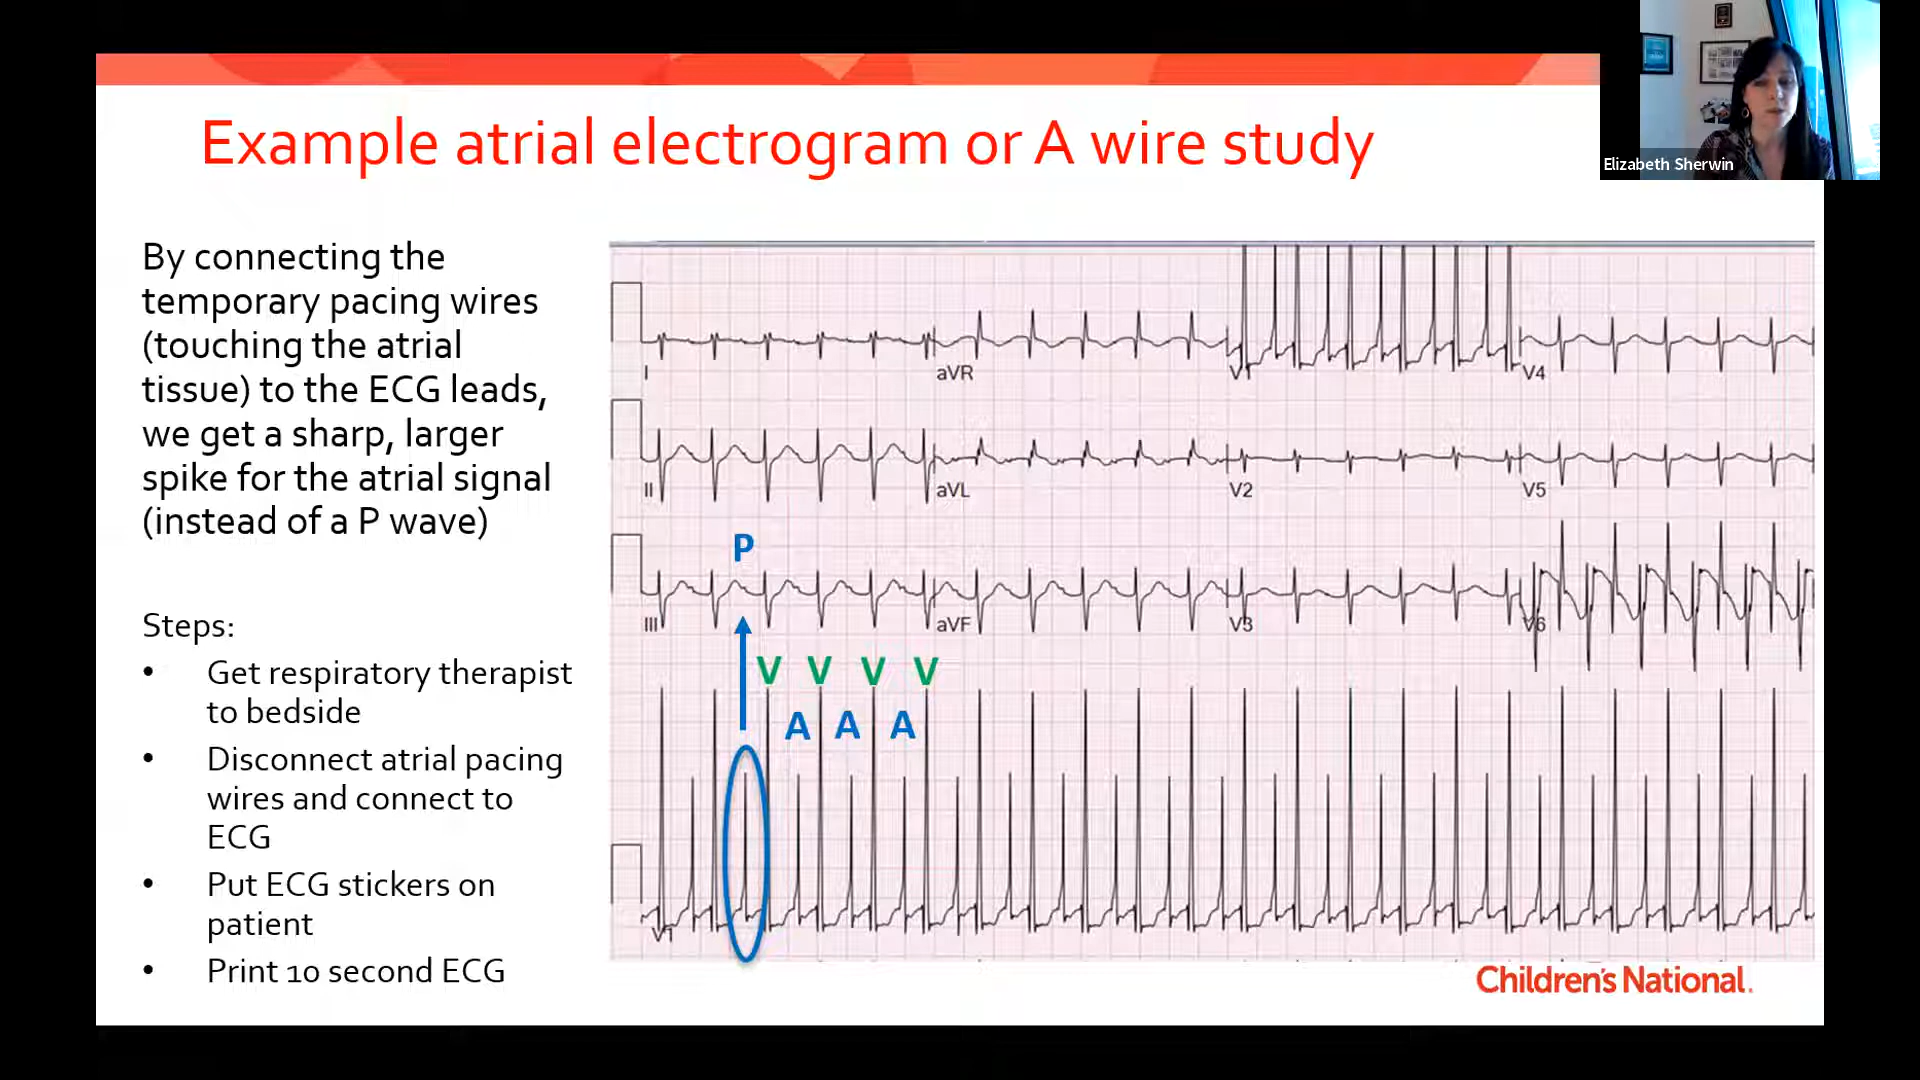 Example atrial electrogram or A wire study
Elizabeth Sherwin
By connecting the
temporary pacing wires
(touching the atrial
tissue) to the ECG leads,
we get a sharp, larger
spike for the atrial signal
(instead of a P wave)
Steps:
• Get respiratory therapist
to bedside
• Disconnect atrial pacing
wires and connect to
ECG
• Put ECG stickers on
patient
• Print 10 second ECG
I aVR V1 V4
II aVL V2 V5
P
III aVF V3 V6
V V V V
A A A
V1
Children's National.